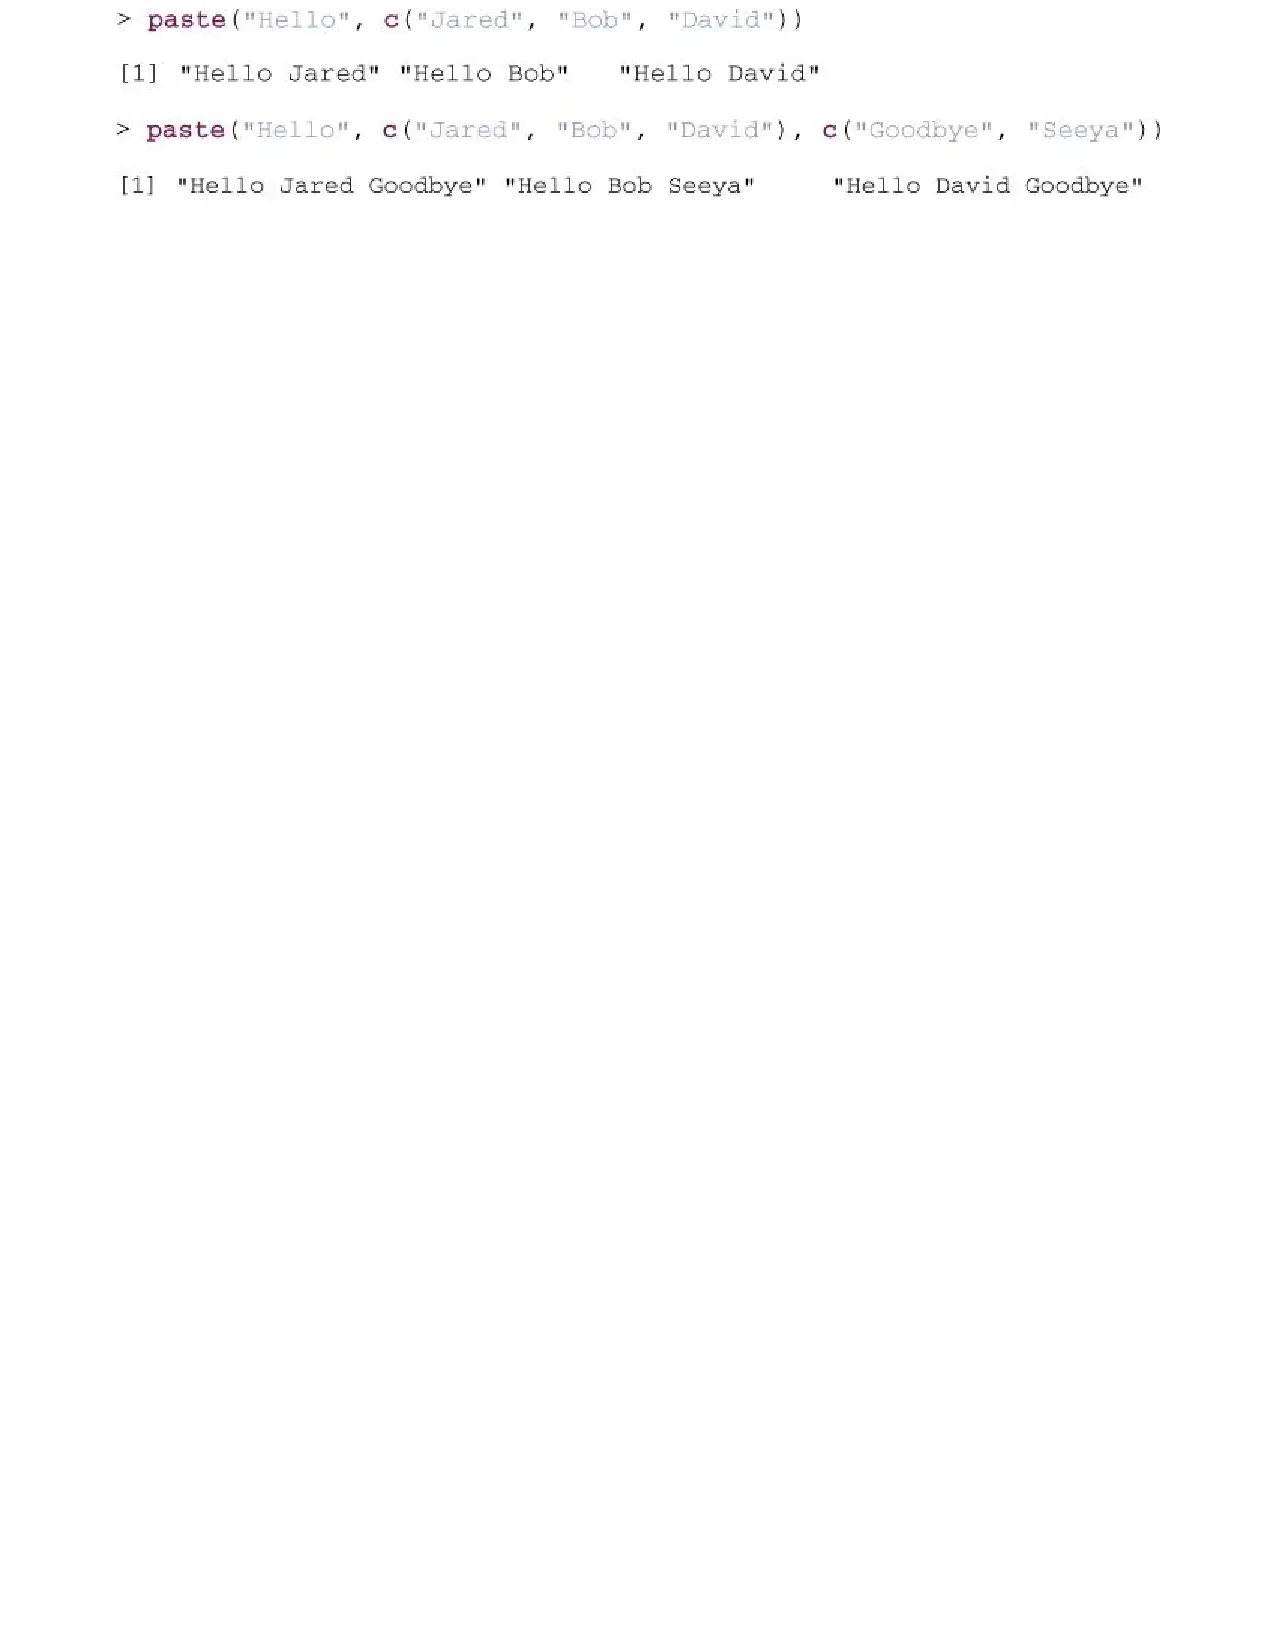 > paste("Hello", c("Jared", "Bob", "David"))
[1] "Hello Jared" "Hello Bob"   "Hello David"
> paste("Hello", c("Jared", "Bob", "David"), c("Goodbye", "Seeya"))
[1] "Hello Jared Goodbye" "Hello Bob Seeya"     "Hello David Goodbye"